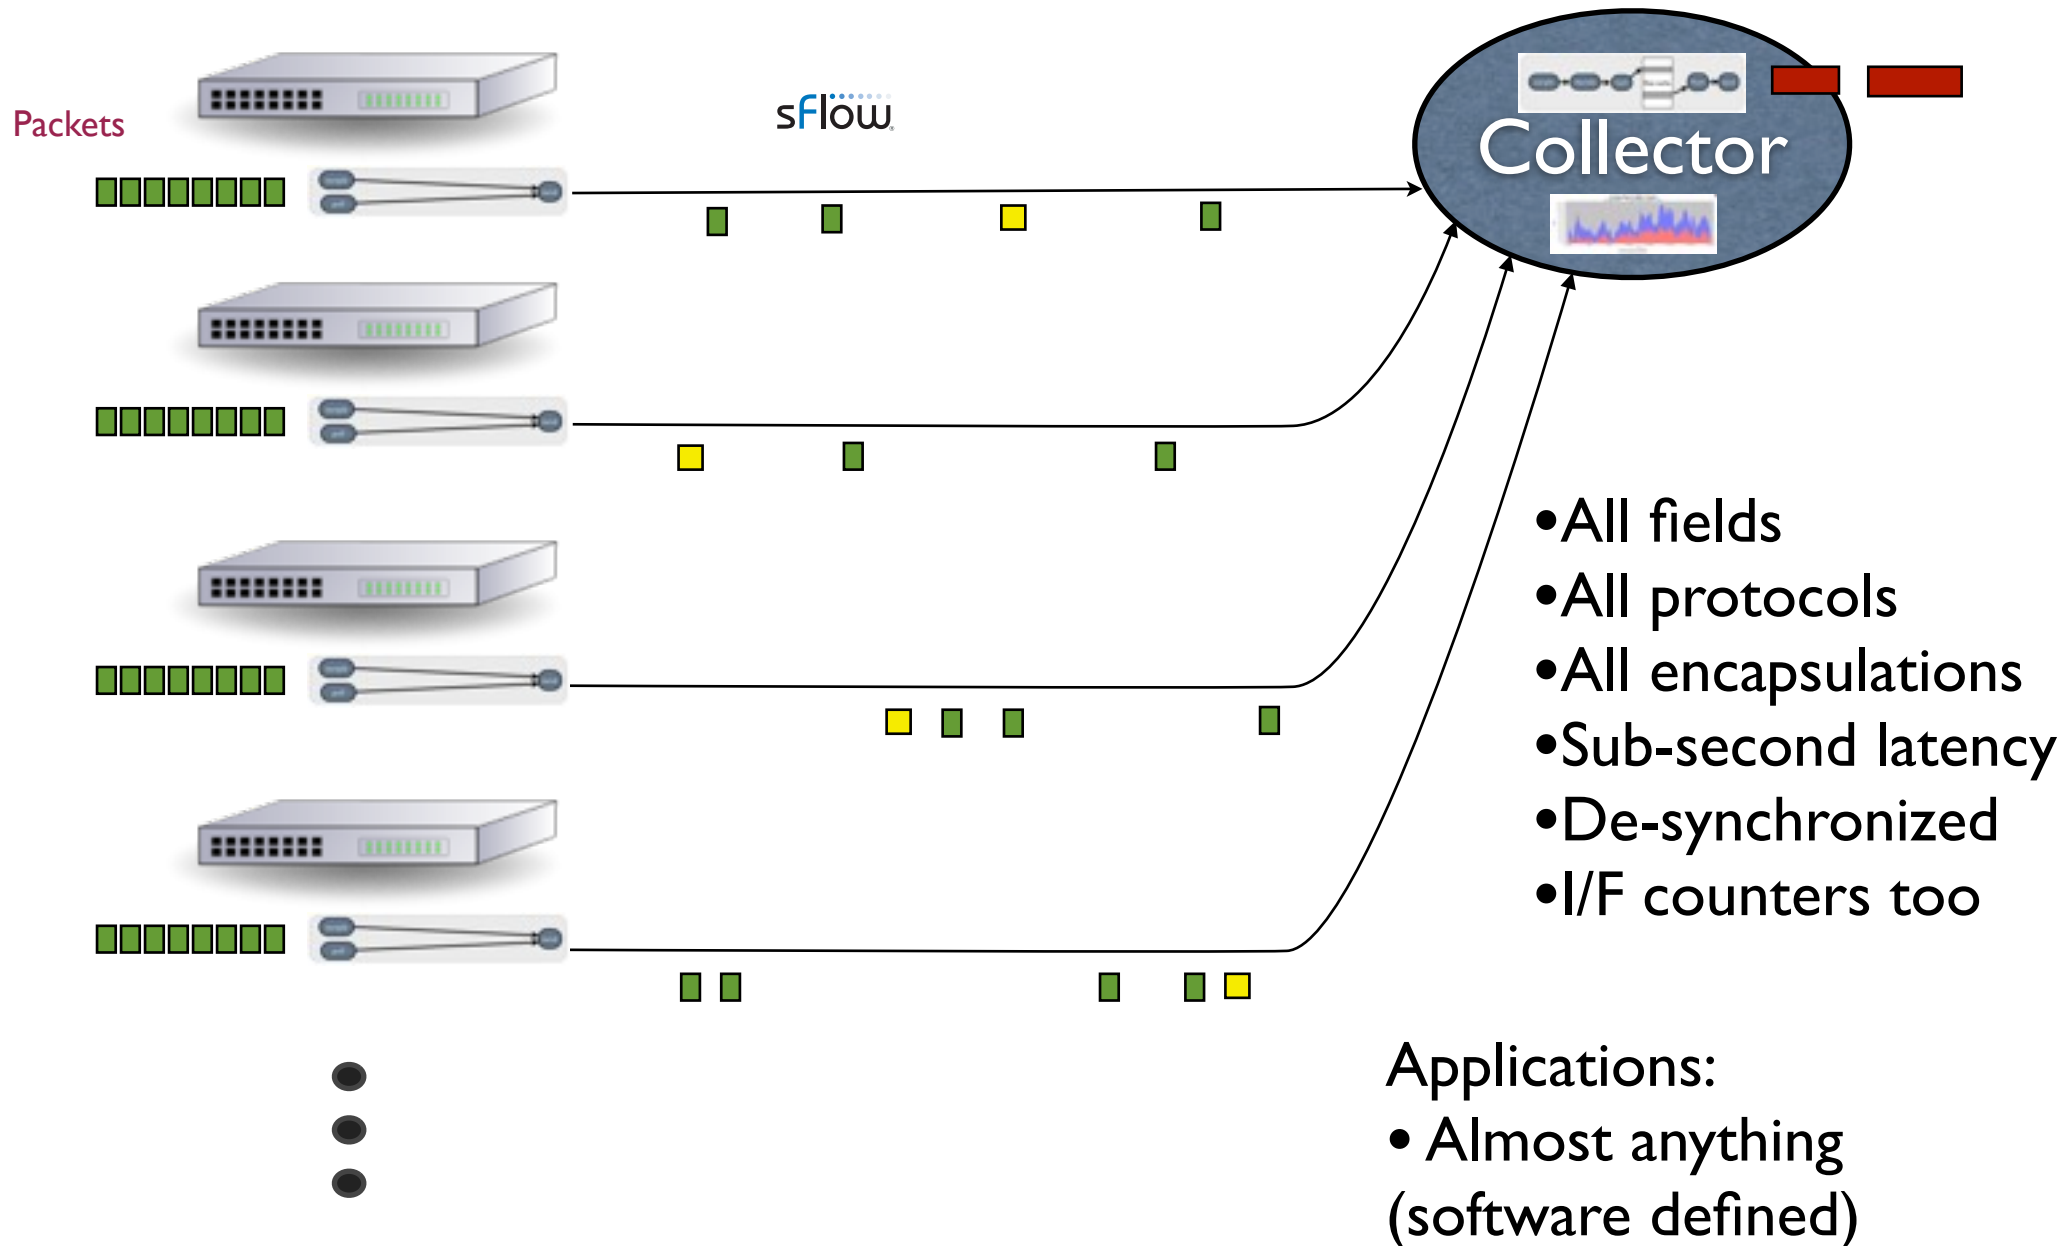 Packets
sFlow
Collector
•All fields
•All protocols
•All encapsulations
•Sub-second latency
•De-synchronized
•I/F counters too
Applications:
• Almost anything
(software defined)